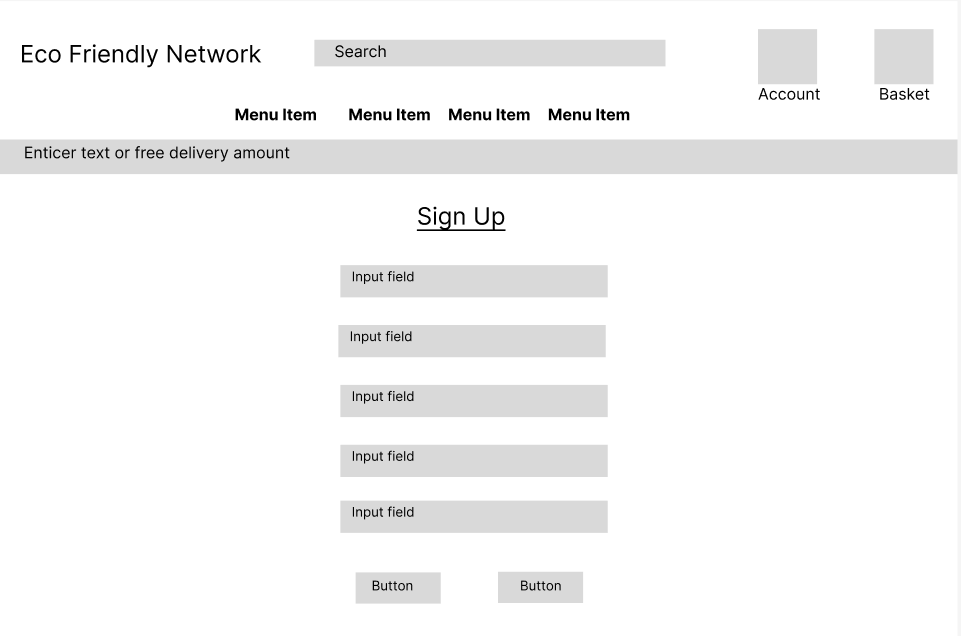 Eco Friendly Network
Search
Account
Basket
Menu Item Menu Item Menu Item Menu Item
Enticer text or free delivery amount
Sign Up
Input field
Input field
Input field
Input field
Input field
Button Button